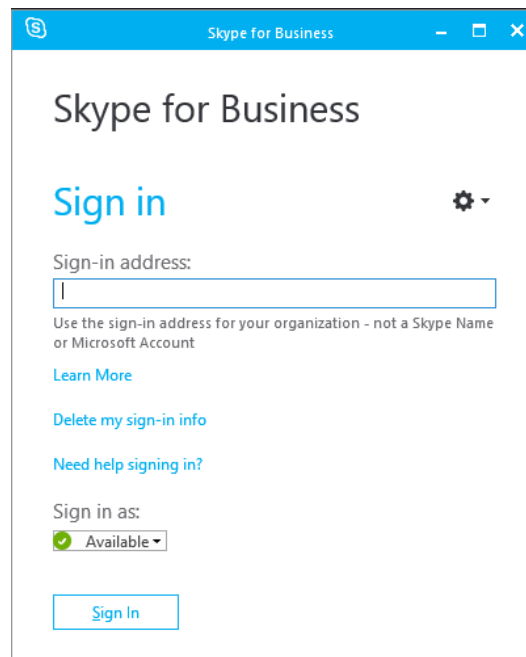 Skype for Business
Skype for Business
Sign in
Sign-in address:
Use the sign-in address for your organization - not a Skype Name
or Microsoft Account
Learn More
Delete my sign-in info
Need help signing in?
Sign in as:
Available
Sign In